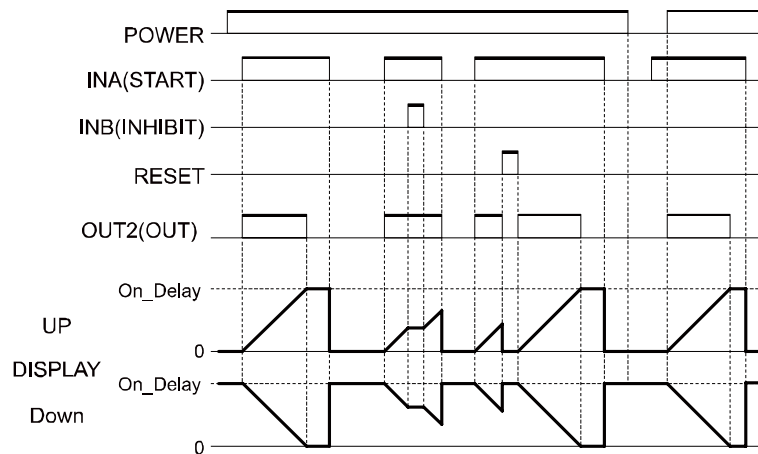 POWER
INA(START)
INB(INHIBIT)
RESET
OUT2(OUT)
On_Delay
UP
0
DISPLAY
On_Delay
Down
0